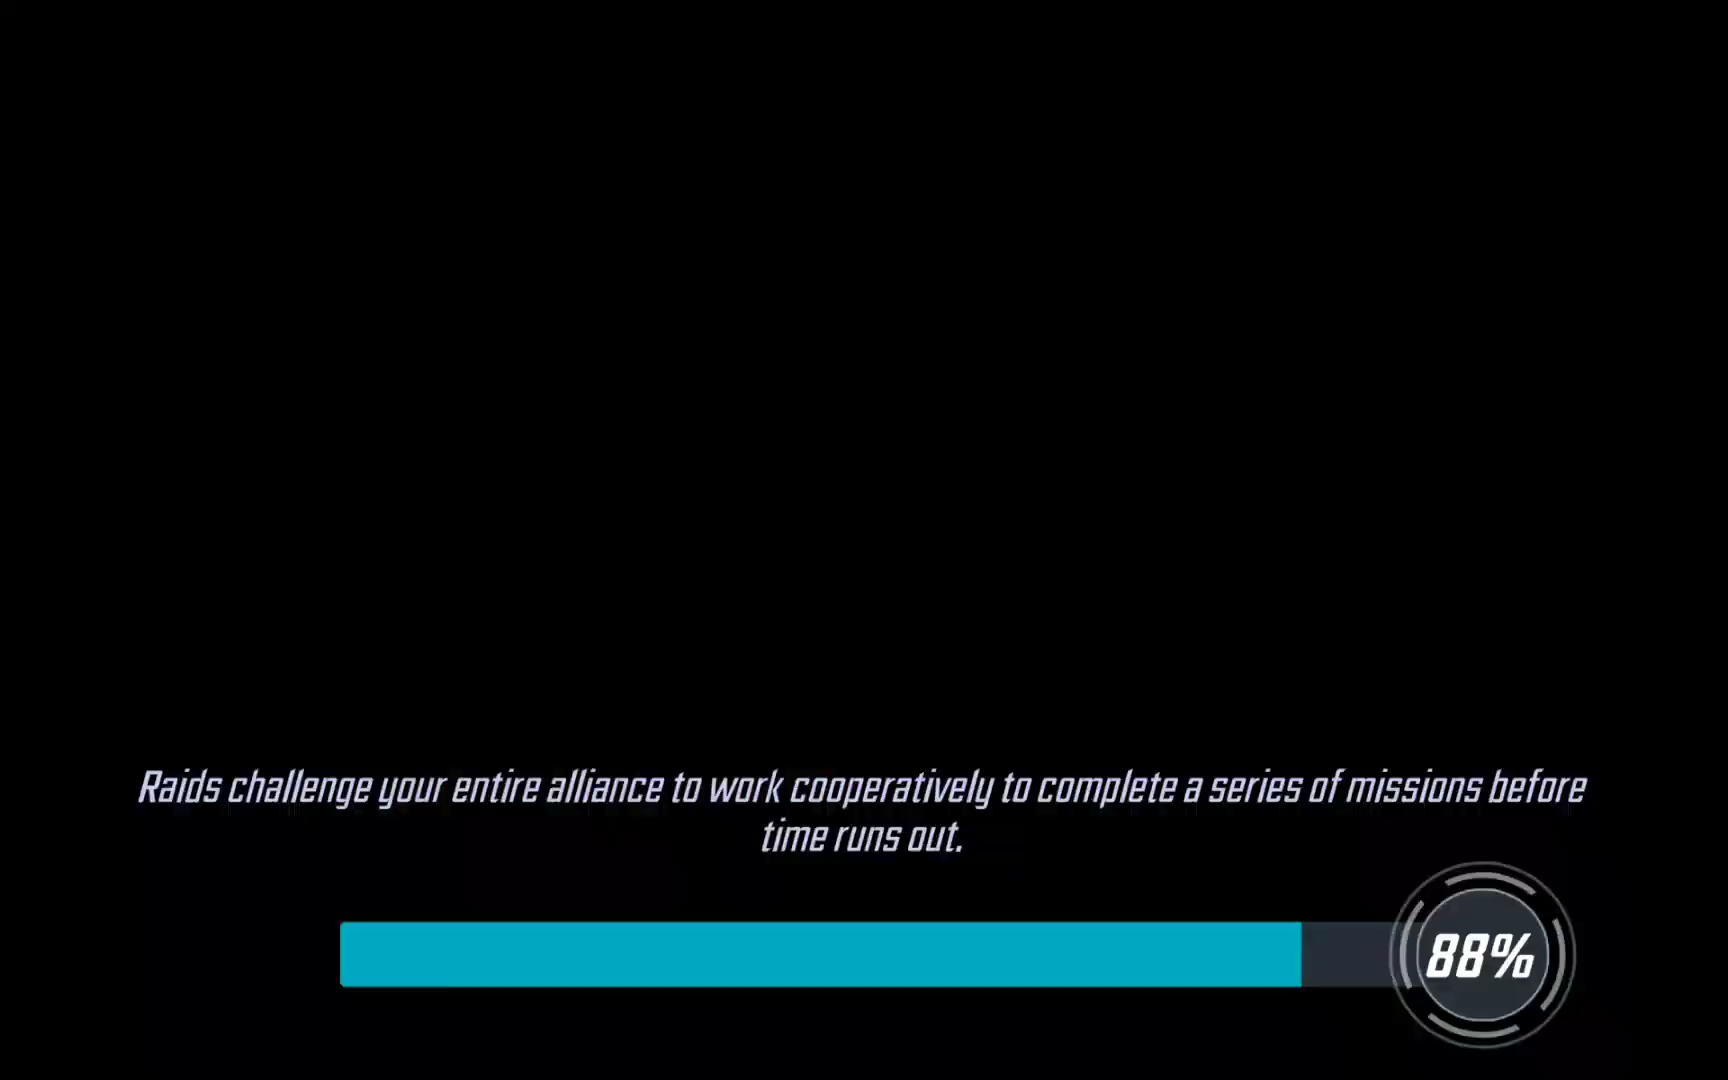 Raids challenge your entire alliance to work cooperatively to complete a series of missions before
time runs out.
88%